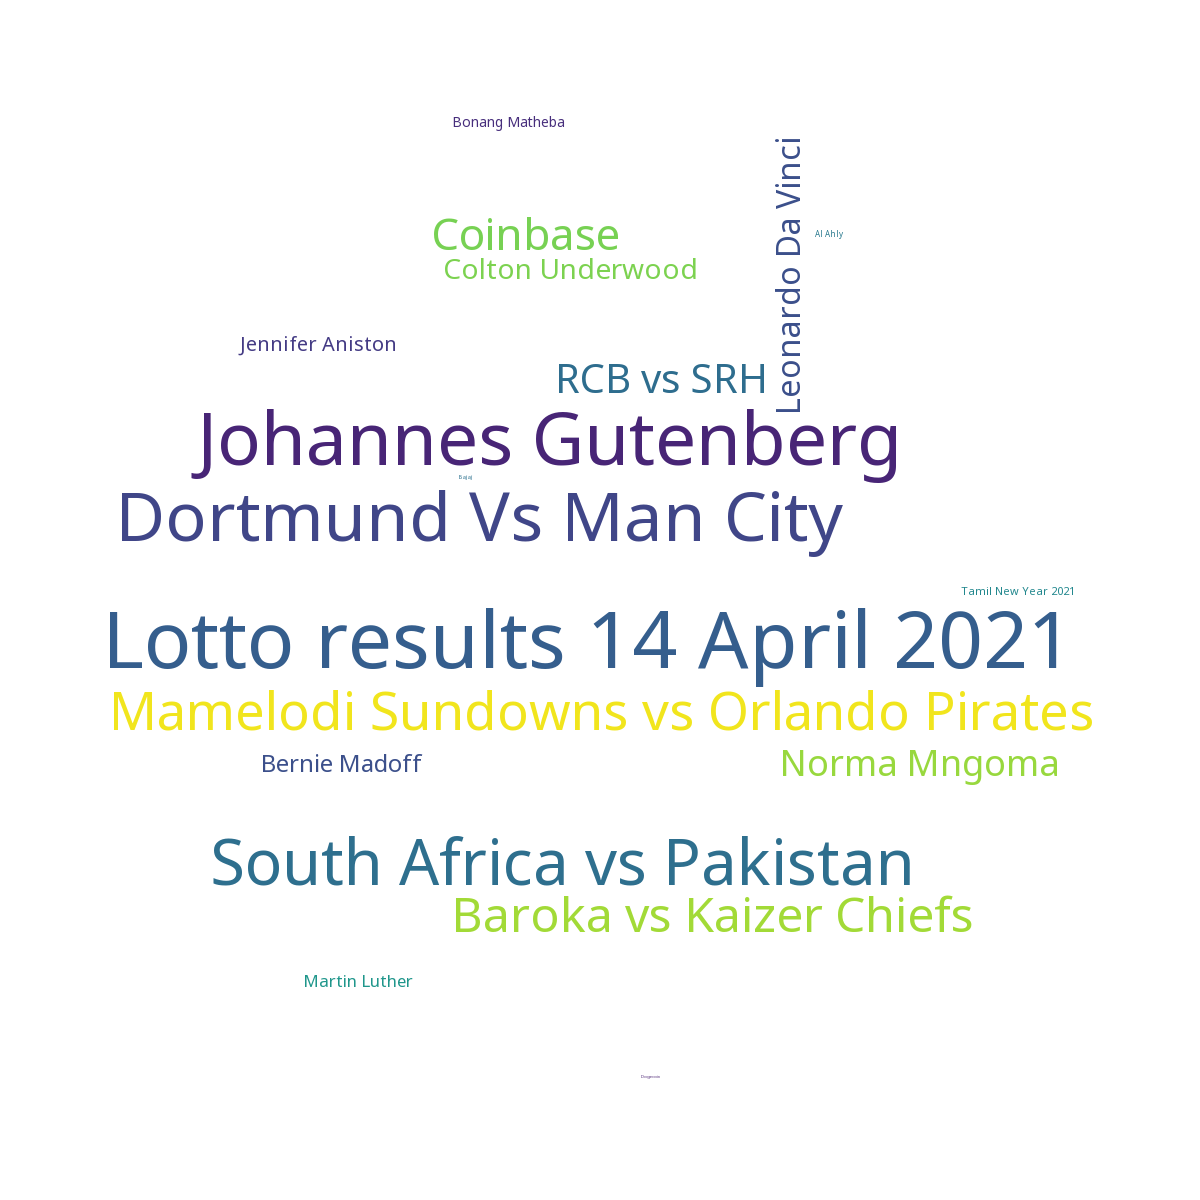 Bonang Matheba
Leonardo Da Vinci
Coinbase
Al Ahly
Colton Underwood
Jennifer Aniston
RCB vs SRH
Johannes Gutenberg
Bajaj
Dortmund Vs Man City
Tamil New Year 2021
Lotto results 14 April 2021
Mamelodi Sundowns vs Orlando Pirates
Bernie Madoff
Norma Mngoma
South Africa vs Pakistan
Baroka vs Kaizer Chiefs
Martin Luther